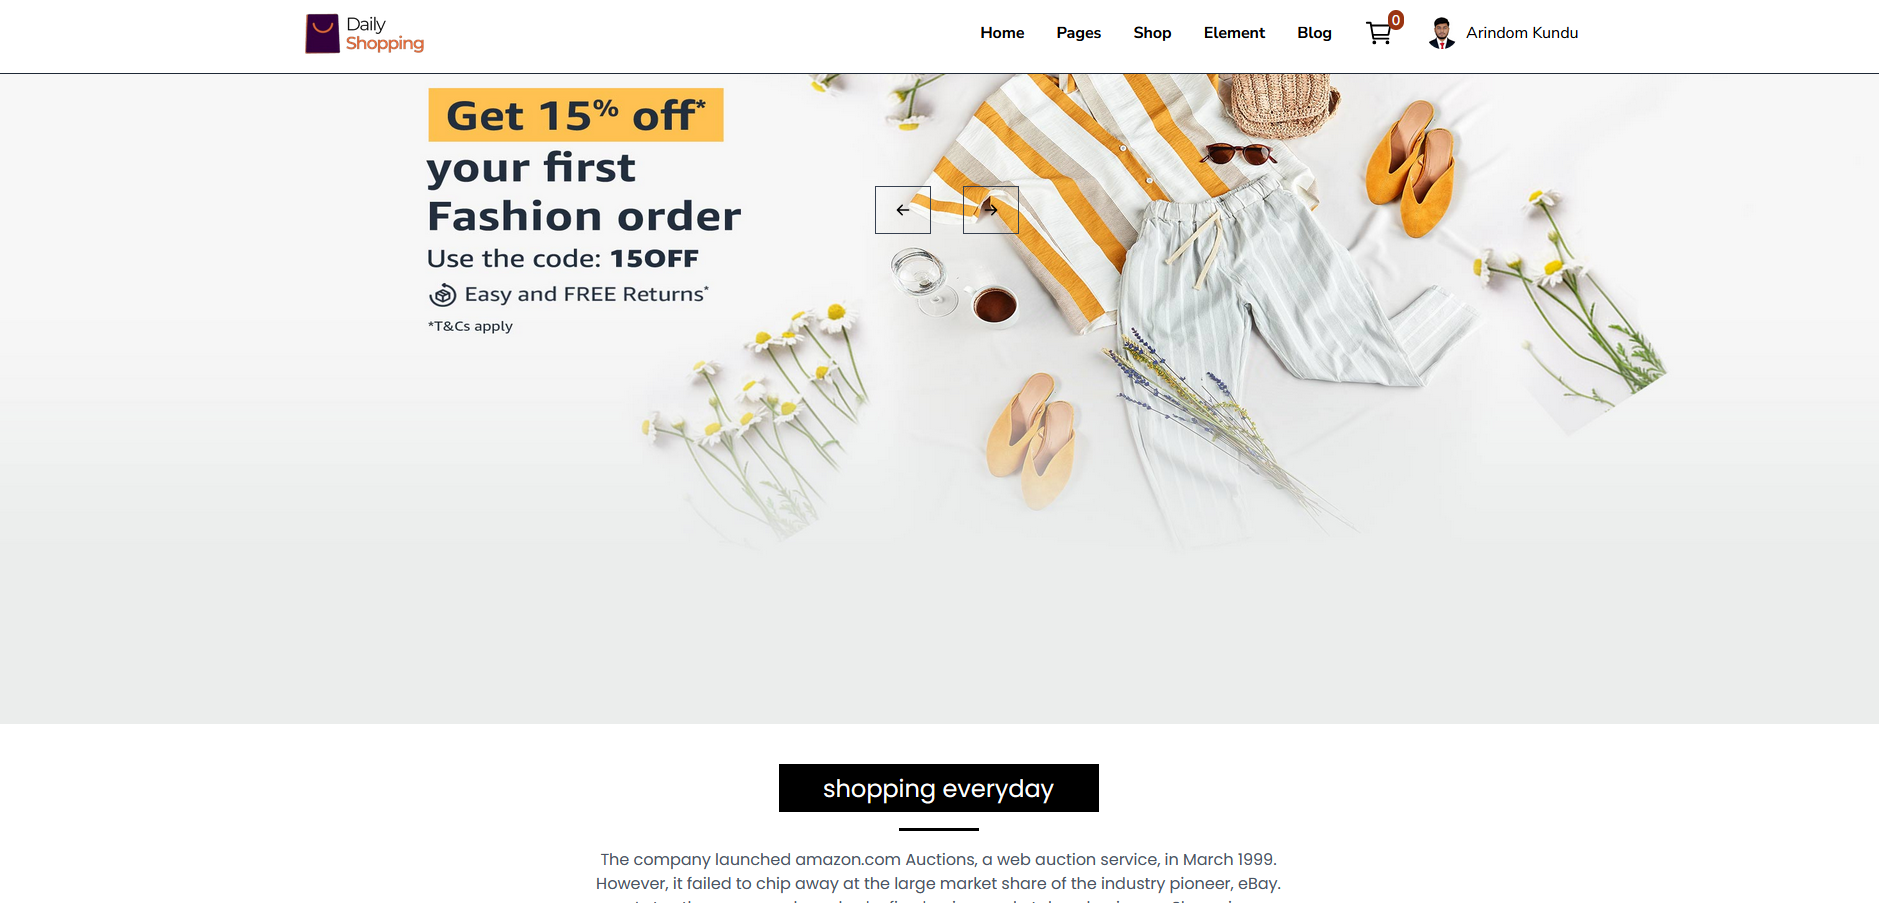 Daily
Shopping
Home
Pages
Shop
Element
Blog
0
Arindom Kundu
Get 15% off*
your first
Fashion order
Use the code: 15OFF
Easy and FREE Returns*
*T&Cs apply
shopping everyday
The company launched amazon.com Auctions, a web auction service, in March 1999.
However, it failed to chip away at the large market share of the industry pioneer, eBay.